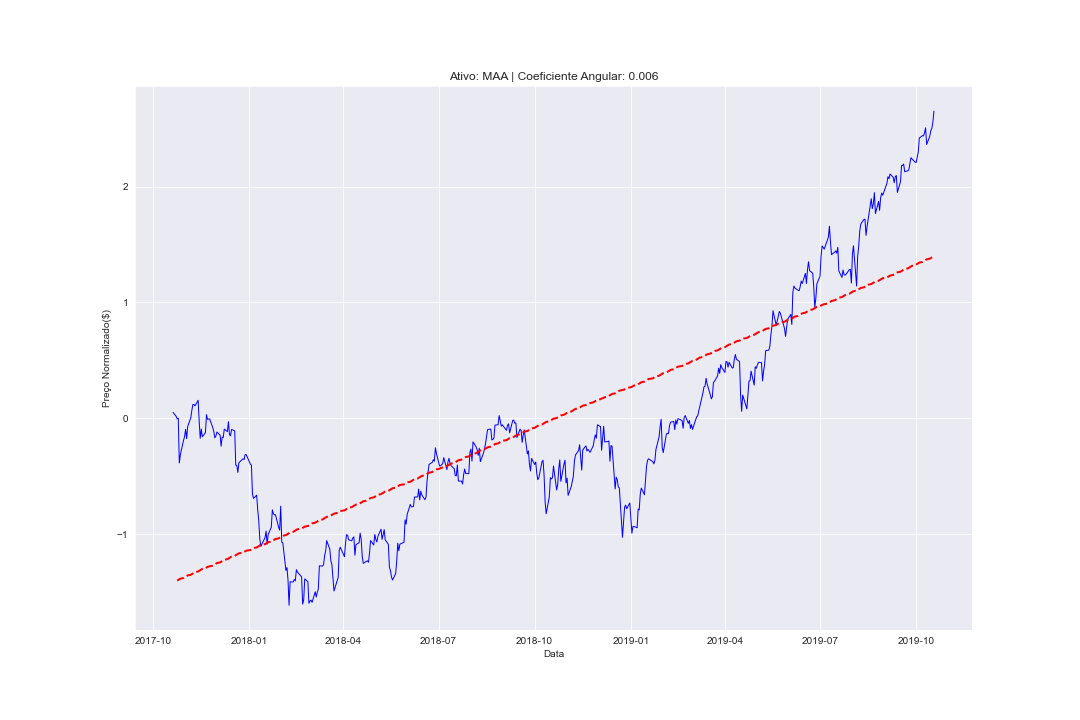 Ativo: MAA | Coeficiente Angular: 0.006
Preço Normalizado($)
2
1
0
−1
2017-10 2018-01 2018-04 2018-07 2018-10 2019-01 2019-04 2019-07 2019-10
Data